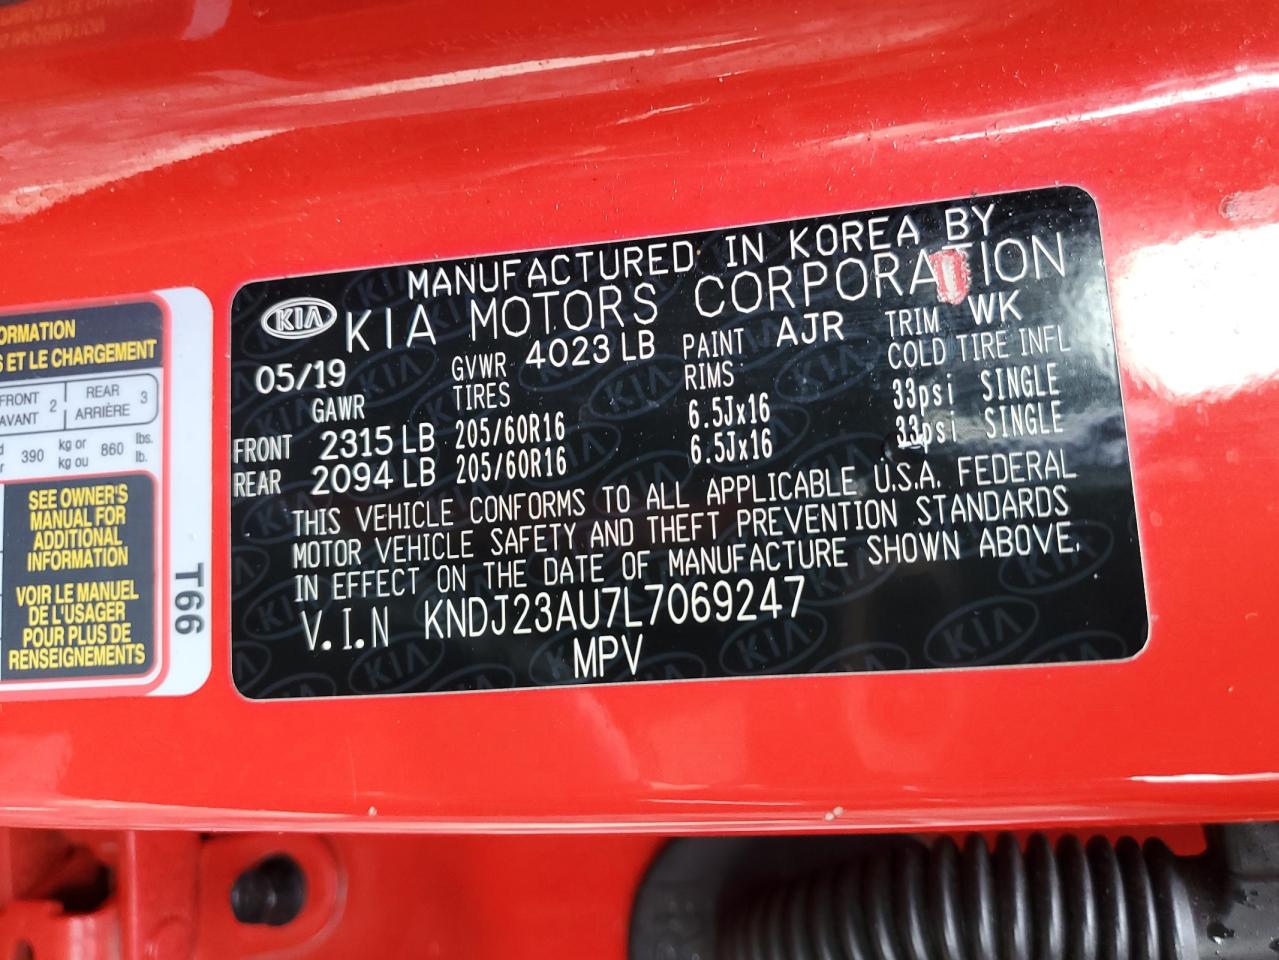 ORMATION
S ET LE CHARGEMENT
FRONT 2 REAR 3
AVANT ARRIÈRE
390 kg or 860 lbs.
kg ou lb.
SEE OWNER'S
MANUAL FOR
ADDITIONAL
INFORMATION
VOIR LE MANUEL
DE L'USAGER
POUR PLUS DE
RENSEIGNEMENTS
T66
MANUFACTURED IN KOREA BY
KIA KIA MOTORS CORPORATION
05/19 GVWR 4023 LB PAINT AJR TRIM WK
GAWR TIRES RIMS COLD TIRE INFL
FRONT 2315 LB 205/60R16 6.5Jx16 33psi SINGLE
REAR 2094 LB 205/60R16 6.5Jx16 33psi SINGLE
THIS VEHICLE CONFORMS TO ALL APPLICABLE U.S.A. FEDERAL
MOTOR VEHICLE SAFETY AND THEFT PREVENTION STANDARDS
IN EFFECT ON THE DATE OF MANUFACTURE SHOWN ABOVE.
V.I.N KNDJ23AU7L7069247
MPV